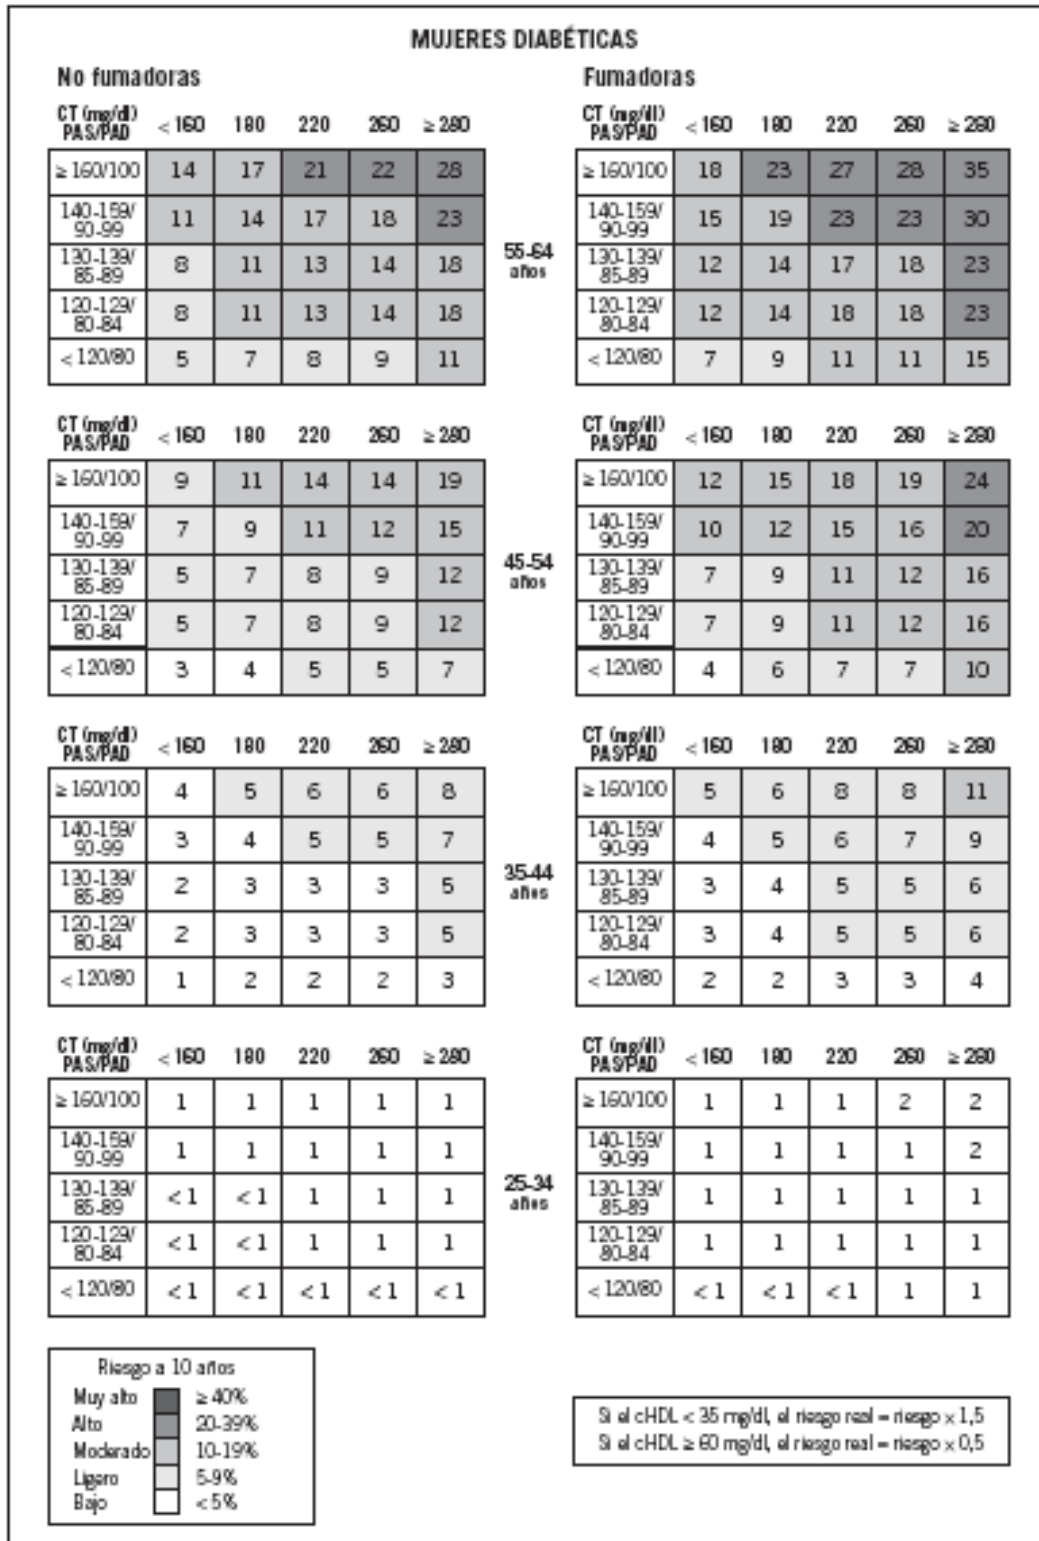 MUJERES DIABÉTICAS
No fumadoras
CT (mg/dl) PAS/PAD < 160 180 220 260 ≥ 280
≥ 160/100 14 17 21 22 28
140-159/90-99 11 14 17 18 23
130-139/85-89 8 11 13 14 18
120-129/80-84 8 11 13 14 18
< 120/80 5 7 8 9 11
55-64 años
Fumadoras
CT (mg/dl) PAS/PAD < 160 180 220 260 ≥ 280
≥ 160/100 18 23 27 28 35
140-159/90-99 15 19 23 23 30
130-139/85-89 12 14 17 18 23
120-129/80-84 12 14 18 18 23
< 120/80 7 9 11 11 15
CT (mg/dl) PAS/PAD < 160 180 220 260 ≥ 280
≥ 160/100 9 11 14 14 19
140-159/90-99 7 9 11 12 15
130-139/85-89 5 7 8 9 12
120-129/80-84 5 7 8 9 12
< 120/80 3 4 5 5 7
45-54 años
CT (mg/dl) PAS/PAD < 160 180 220 260 ≥ 280
≥ 160/100 12 15 18 19 24
140-159/90-99 10 12 15 16 20
130-139/85-89 7 9 11 12 16
120-129/80-84 7 9 11 12 16
< 120/80 4 6 7 7 10
CT (mg/dl) PAS/PAD < 160 180 220 260 ≥ 280
≥ 160/100 4 5 6 6 8
140-159/90-99 3 4 5 5 7
130-139/85-89 2 3 3 3 5
120-129/80-84 2 3 3 3 5
< 120/80 1 2 2 2 3
35-44 años
CT (mg/dl) PAS/PAD < 160 180 220 260 ≥ 280
≥ 160/100 5 6 8 8 11
140-159/90-99 4 5 6 7 9
130-139/85-89 3 4 5 5 6
120-129/80-84 3 4 5 5 6
< 120/80 2 2 3 3 4
CT (mg/dl) PAS/PAD < 160 180 220 260 ≥ 280
≥ 160/100 1 1 1 1 1
140-159/90-99 1 1 1 1 1
130-139/85-89 < 1 < 1 1 1 1
120-129/80-84 < 1 < 1 1 1 1
< 120/80 < 1 < 1 < 1 < 1 < 1
25-34 años
CT (mg/dl) PAS/PAD < 160 180 220 260 ≥ 280
≥ 160/100 1 1 1 2 2
140-159/90-99 1 1 1 1 2
130-139/85-89 1 1 1 1 1
120-129/80-84 1 1 1 1 1
< 120/80 < 1 < 1 < 1 1 1
Riesgo a 10 años
Muy alto ≥ 40%
Alto 20-39%
Moderado 10-19%
Ligero 5-9%
Bajo < 5%
Si el cHDL < 35 mg/dl, el riesgo real = riesgo x 1,5
Si el cHDL ≥ 60 mg/dl, el riesgo real = riesgo x 0,5